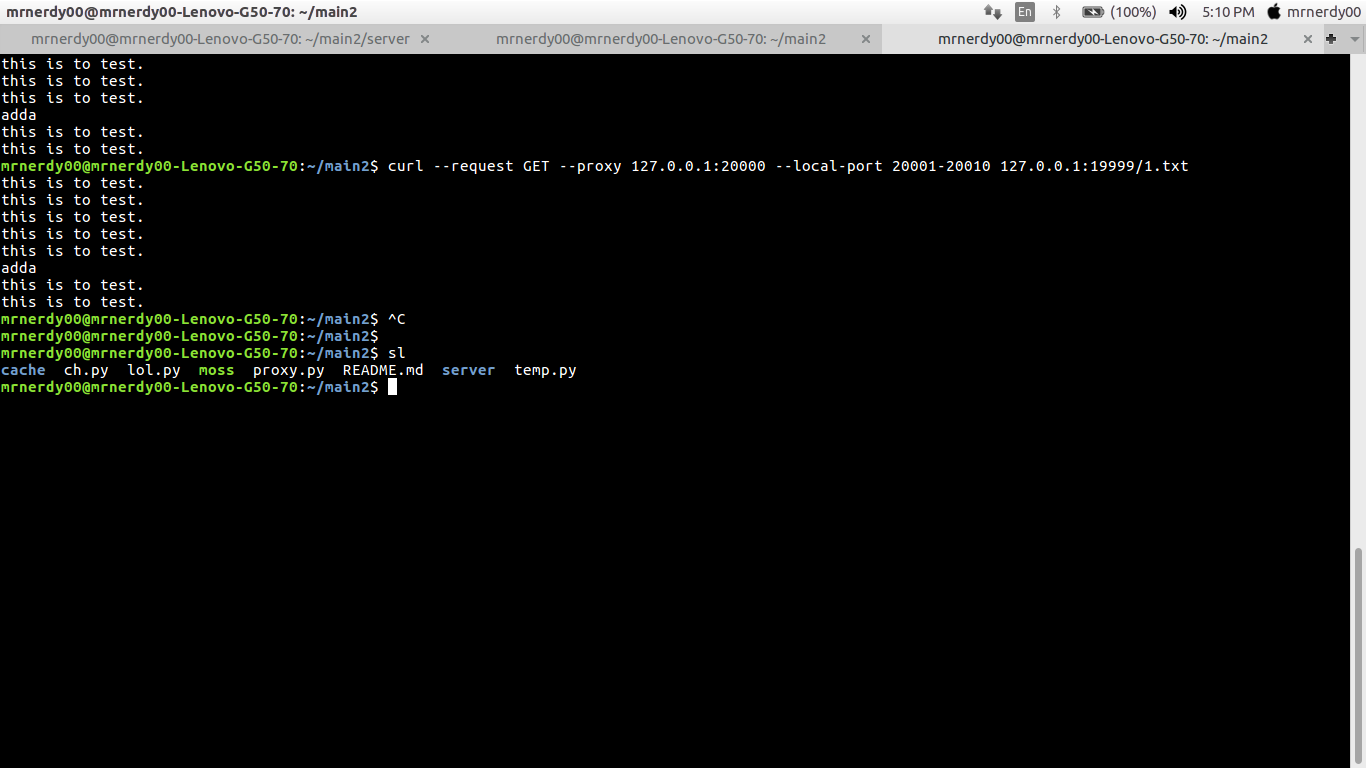 mrnerdy00@mrnerdy00-Lenovo-G50-70: ~/main2
En (100%) 5:10 PM mrnerdy00
mrnerdy00@mrnerdy00-Lenovo-G50-70: ~/main2/server × mrnerdy00@mrnerdy00-Lenovo-G50-70: ~/main2 × mrnerdy00@mrnerdy00-Lenovo-G50-70: ~/main2 ×
this is to test.
this is to test.
this is to test.
adda
this is to test.
this is to test.
mrnerdy00@mrnerdy00-Lenovo-G50-70:~/main2$ curl --request GET --proxy 127.0.0.1:20000 --local-port 20001-20010 127.0.0.1:19999/1.txt
this is to test.
this is to test.
this is to test.
this is to test.
this is to test.
adda
this is to test.
this is to test.
mrnerdy00@mrnerdy00-Lenovo-G50-70:~/main2$ ^C
mrnerdy00@mrnerdy00-Lenovo-G50-70:~/main2$
mrnerdy00@mrnerdy00-Lenovo-G50-70:~/main2$ sl
cache ch.py lol.py moss proxy.py README.md server temp.py
mrnerdy00@mrnerdy00-Lenovo-G50-70:~/main2$